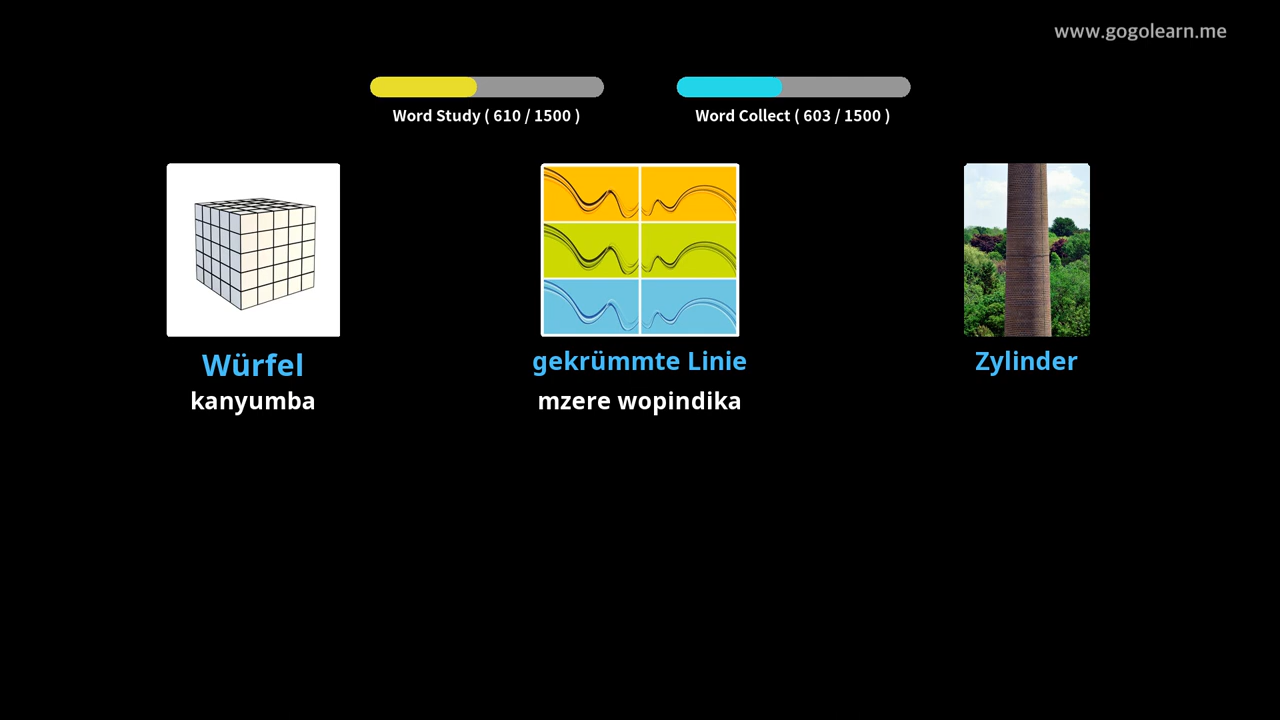 www.gogolearn.me
Word Study ( 610 / 1500 )
Word Collect ( 603 / 1500 )
Würfel
gekrümmte Linie
Zylinder
kanyumba
mzere wopindika